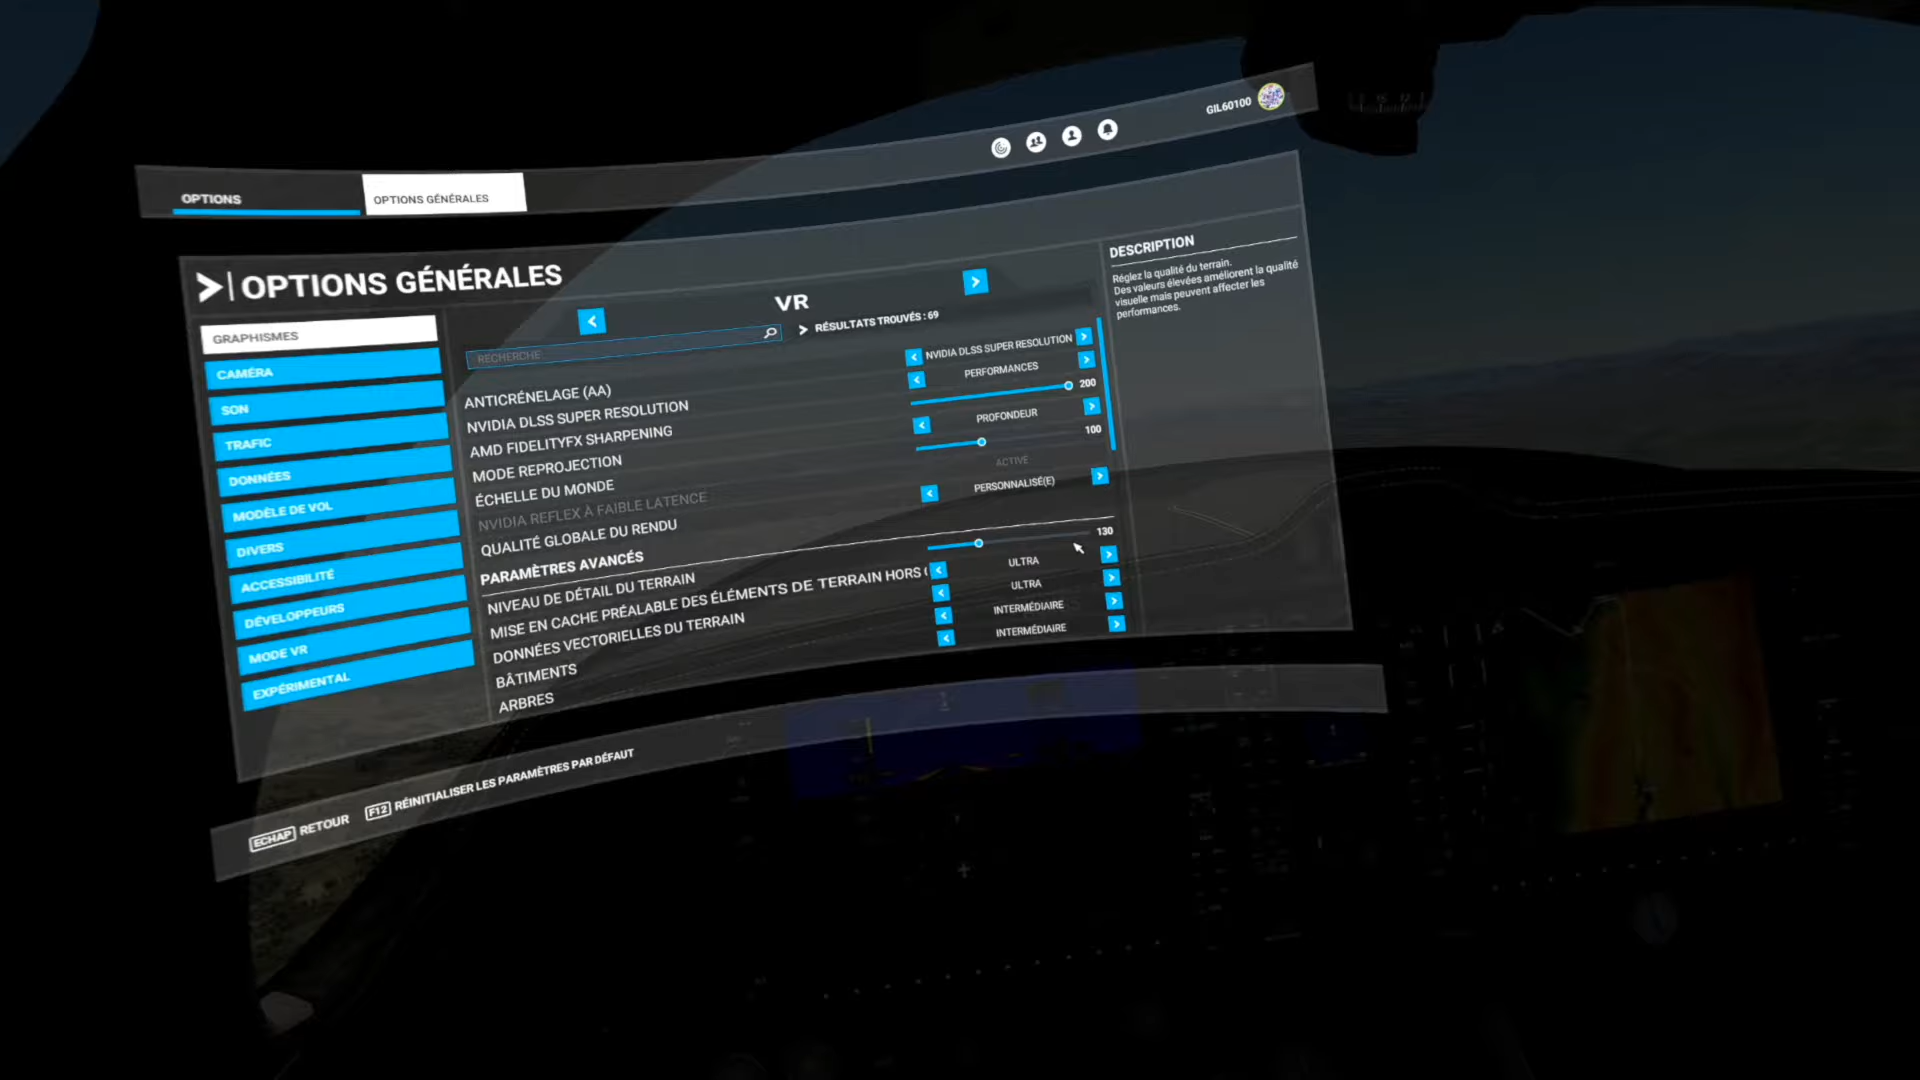 GIL60100
OPTIONS
OPTIONS GÉNÉRALES
OPTIONS GÉNÉRALES
GRAPHISMES
CAMÉRA
SON
TRAFIC
DONNÉES
MODÈLE DE VOL
DIVERS
ACCESSIBILITÉ
DÉVELOPPEURS
MODE VR
EXPÉRIMENTAL
VR
RECHERCHE
RÉSULTATS TROUVÉS : 69
ANTICRÉNELAGE (AA) NVIDIA DLSS SUPER RESOLUTION
NVIDIA DLSS SUPER RESOLUTION PERFORMANCES
AMD FIDELITYFX SHARPENING 200
MODE REPROJECTION PROFONDEUR
ÉCHELLE DU MONDE 100
NVIDIA REFLEX À FAIBLE LATENCE ACTIVÉ
QUALITÉ GLOBALE DU RENDU PERSONNALISÉ(E)
PARAMÈTRES AVANCÉS
NIVEAU DE DÉTAIL DU TERRAIN 130
MISE EN CACHE PRÉALABLE DES ÉLÉMENTS DE TERRAIN HORS ULTRA
DONNÉES VECTORIELLES DU TERRAIN ULTRA
BÂTIMENTS INTERMÉDIAIRE
ARBRES INTERMÉDIAIRE
DESCRIPTION
Réglez la qualité du terrain.
Des valeurs élevées améliorent la qualité
visuelle mais peuvent affecter les
performances.
ECHAP RETOUR
F12 RÉINITIALISER LES PARAMÈTRES PAR DÉFAUT